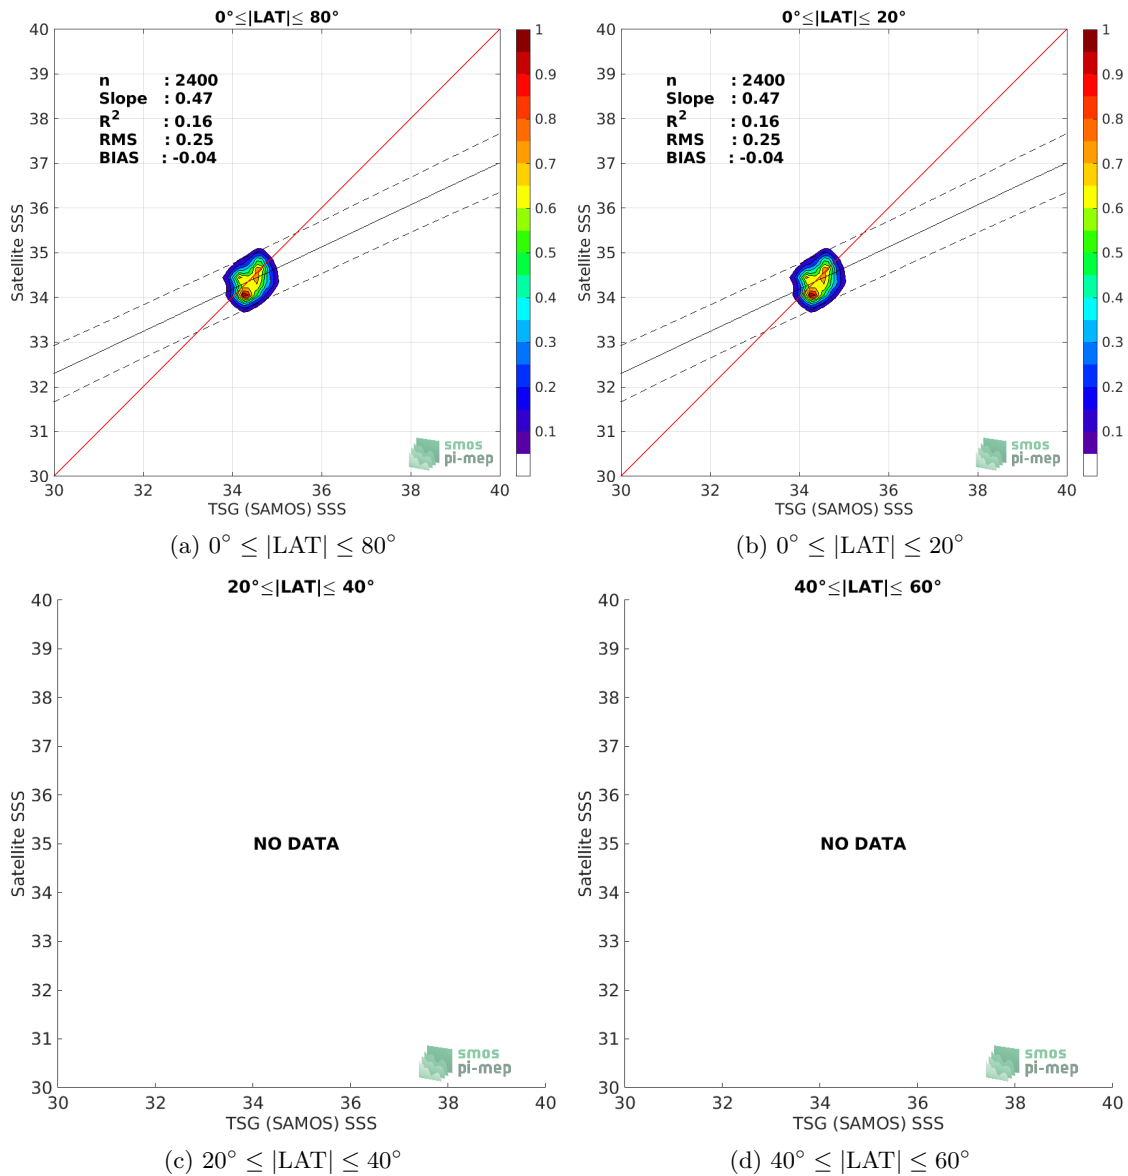 0°≤|LAT|≤ 80°
40
39
38
37
36
35
34
33
32
31
30
30 32 34 36 38 40
Satellite SSS
TSG (SAMOS) SSS
n : 2400
Slope : 0.47
R² : 0.16
RMS : 0.25
BIAS : -0.04
1
0.9
0.8
0.7
0.6
0.5
0.4
0.3
0.2
0.1
smos
pi-mep
(a) 0° ≤ |LAT| ≤ 80°
0°≤|LAT|≤ 20°
40
39
38
37
36
35
34
33
32
31
30
30 32 34 36 38 40
Satellite SSS
TSG (SAMOS) SSS
n : 2400
Slope : 0.47
R² : 0.16
RMS : 0.25
BIAS : -0.04
1
0.9
0.8
0.7
0.6
0.5
0.4
0.3
0.2
0.1
smos
pi-mep
(b) 0° ≤ |LAT| ≤ 20°
20°≤|LAT|≤ 40°
40
39
38
37
36
35
34
33
32
31
30
30 32 34 36 38 40
Satellite SSS
TSG (SAMOS) SSS
NO DATA
smos
pi-mep
(c) 20° ≤ |LAT| ≤ 40°
40°≤|LAT|≤ 60°
40
39
38
37
36
35
34
33
32
31
30
30 32 34 36 38 40
Satellite SSS
TSG (SAMOS) SSS
NO DATA
smos
pi-mep
(d) 40° ≤ |LAT| ≤ 60°